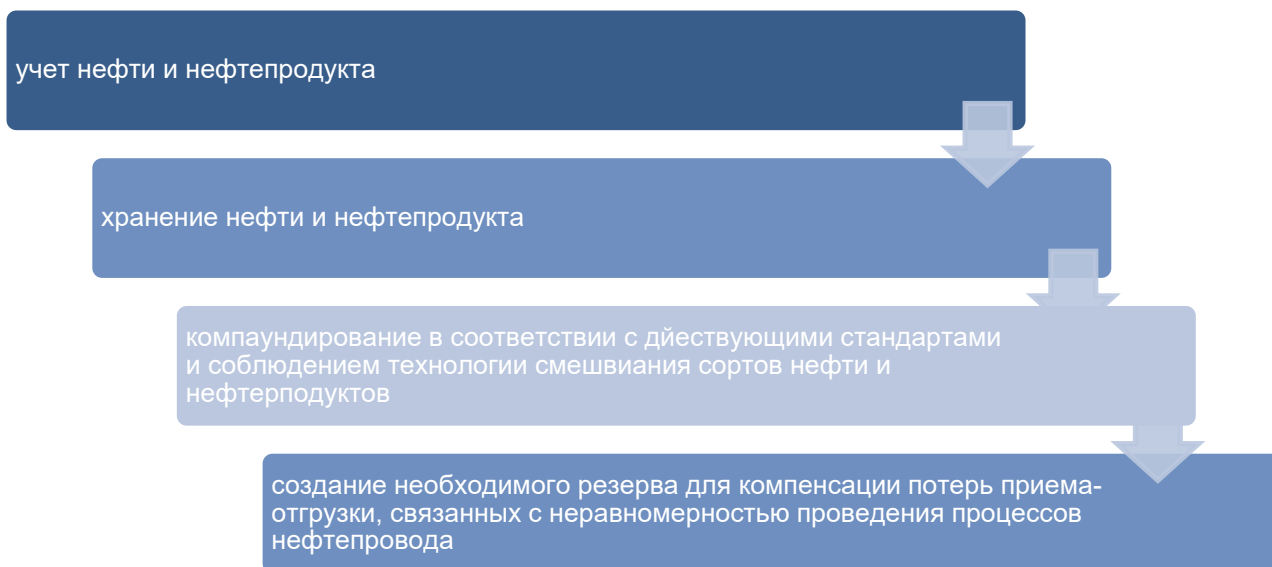 учет нефти и нефтепродукта
хранение нефти и нефтепродукта
компаундирование в соответствии с дйествующими стандартами
и соблюдением технологии смешвиания сортов нефти и
нефтерподуктов
создание необходимого резерва для компенсации потерь приема-
отгрузки, связанных с неравномерностью проведения процессов
нефтепровода